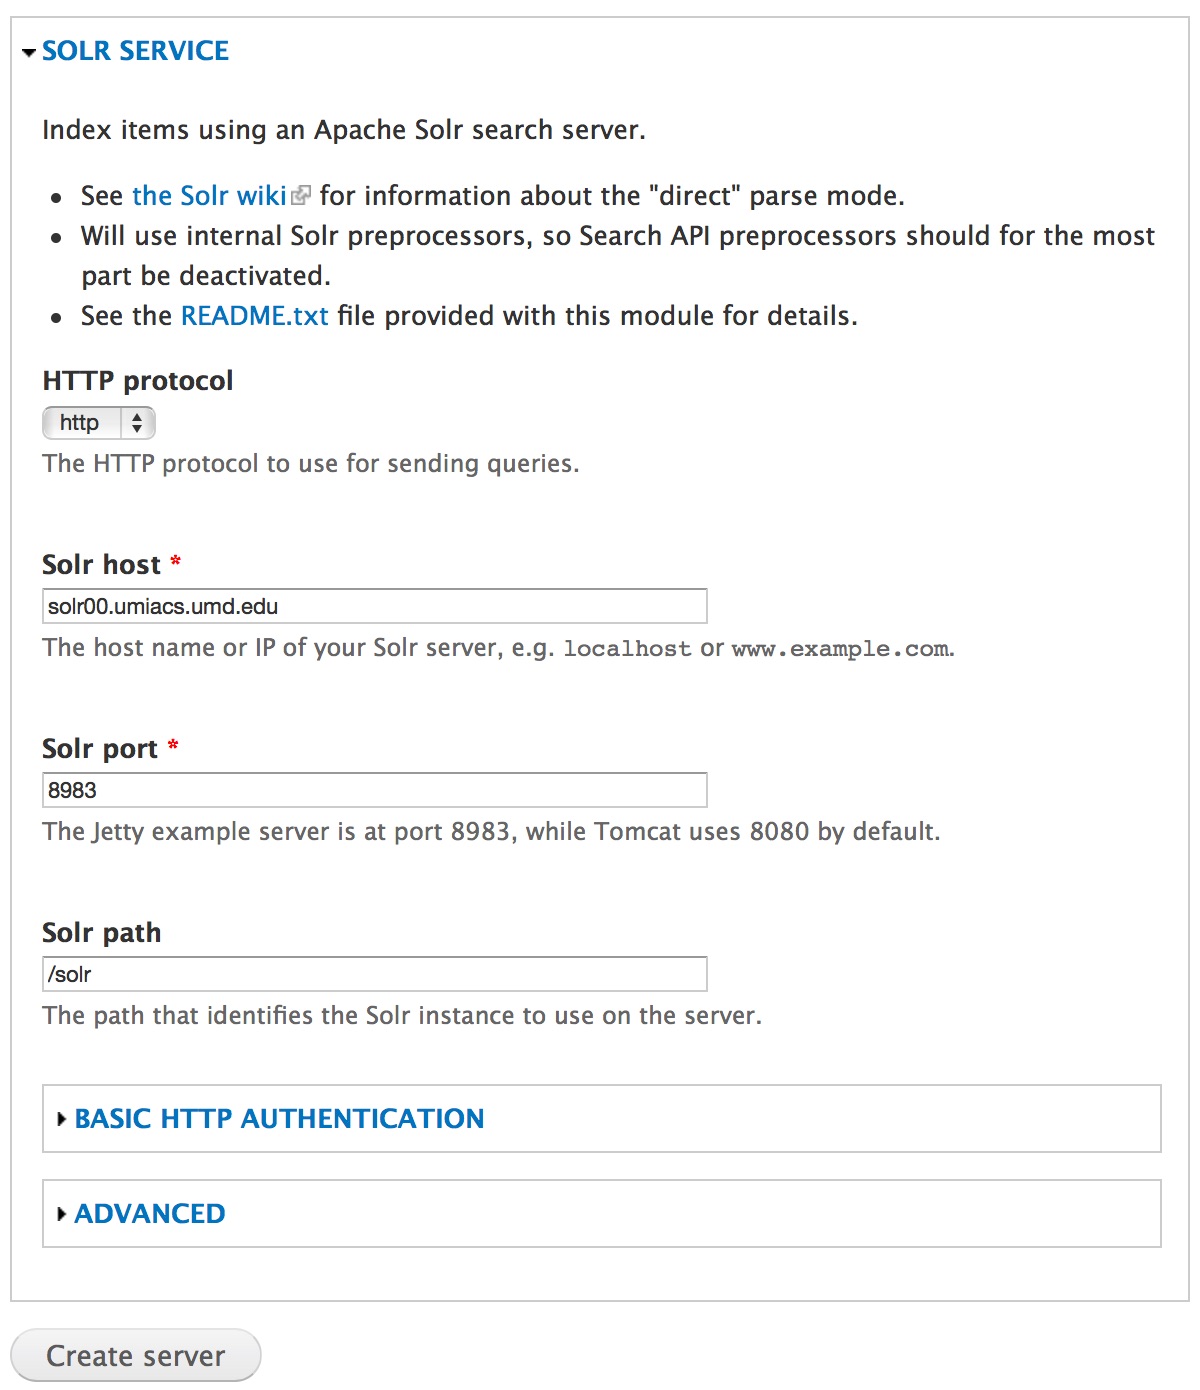 SOLR SERVICE
Index items using an Apache Solr search server.
See the Solr wiki for information about the "direct" parse mode.
Will use internal Solr preprocessors, so Search API preprocessors should for the most
part be deactivated.
See the README.txt file provided with this module for details.
HTTP protocol
http
The HTTP protocol to use for sending queries.
Solr host *
solr00.umiacs.umd.edu
The host name or IP of your Solr server, e.g. localhost or www.example.com.
Solr port *
8983
The Jetty example server is at port 8983, while Tomcat uses 8080 by default.
Solr path
/solr
The path that identifies the Solr instance to use on the server.
BASIC HTTP AUTHENTICATION
ADVANCED
Create server